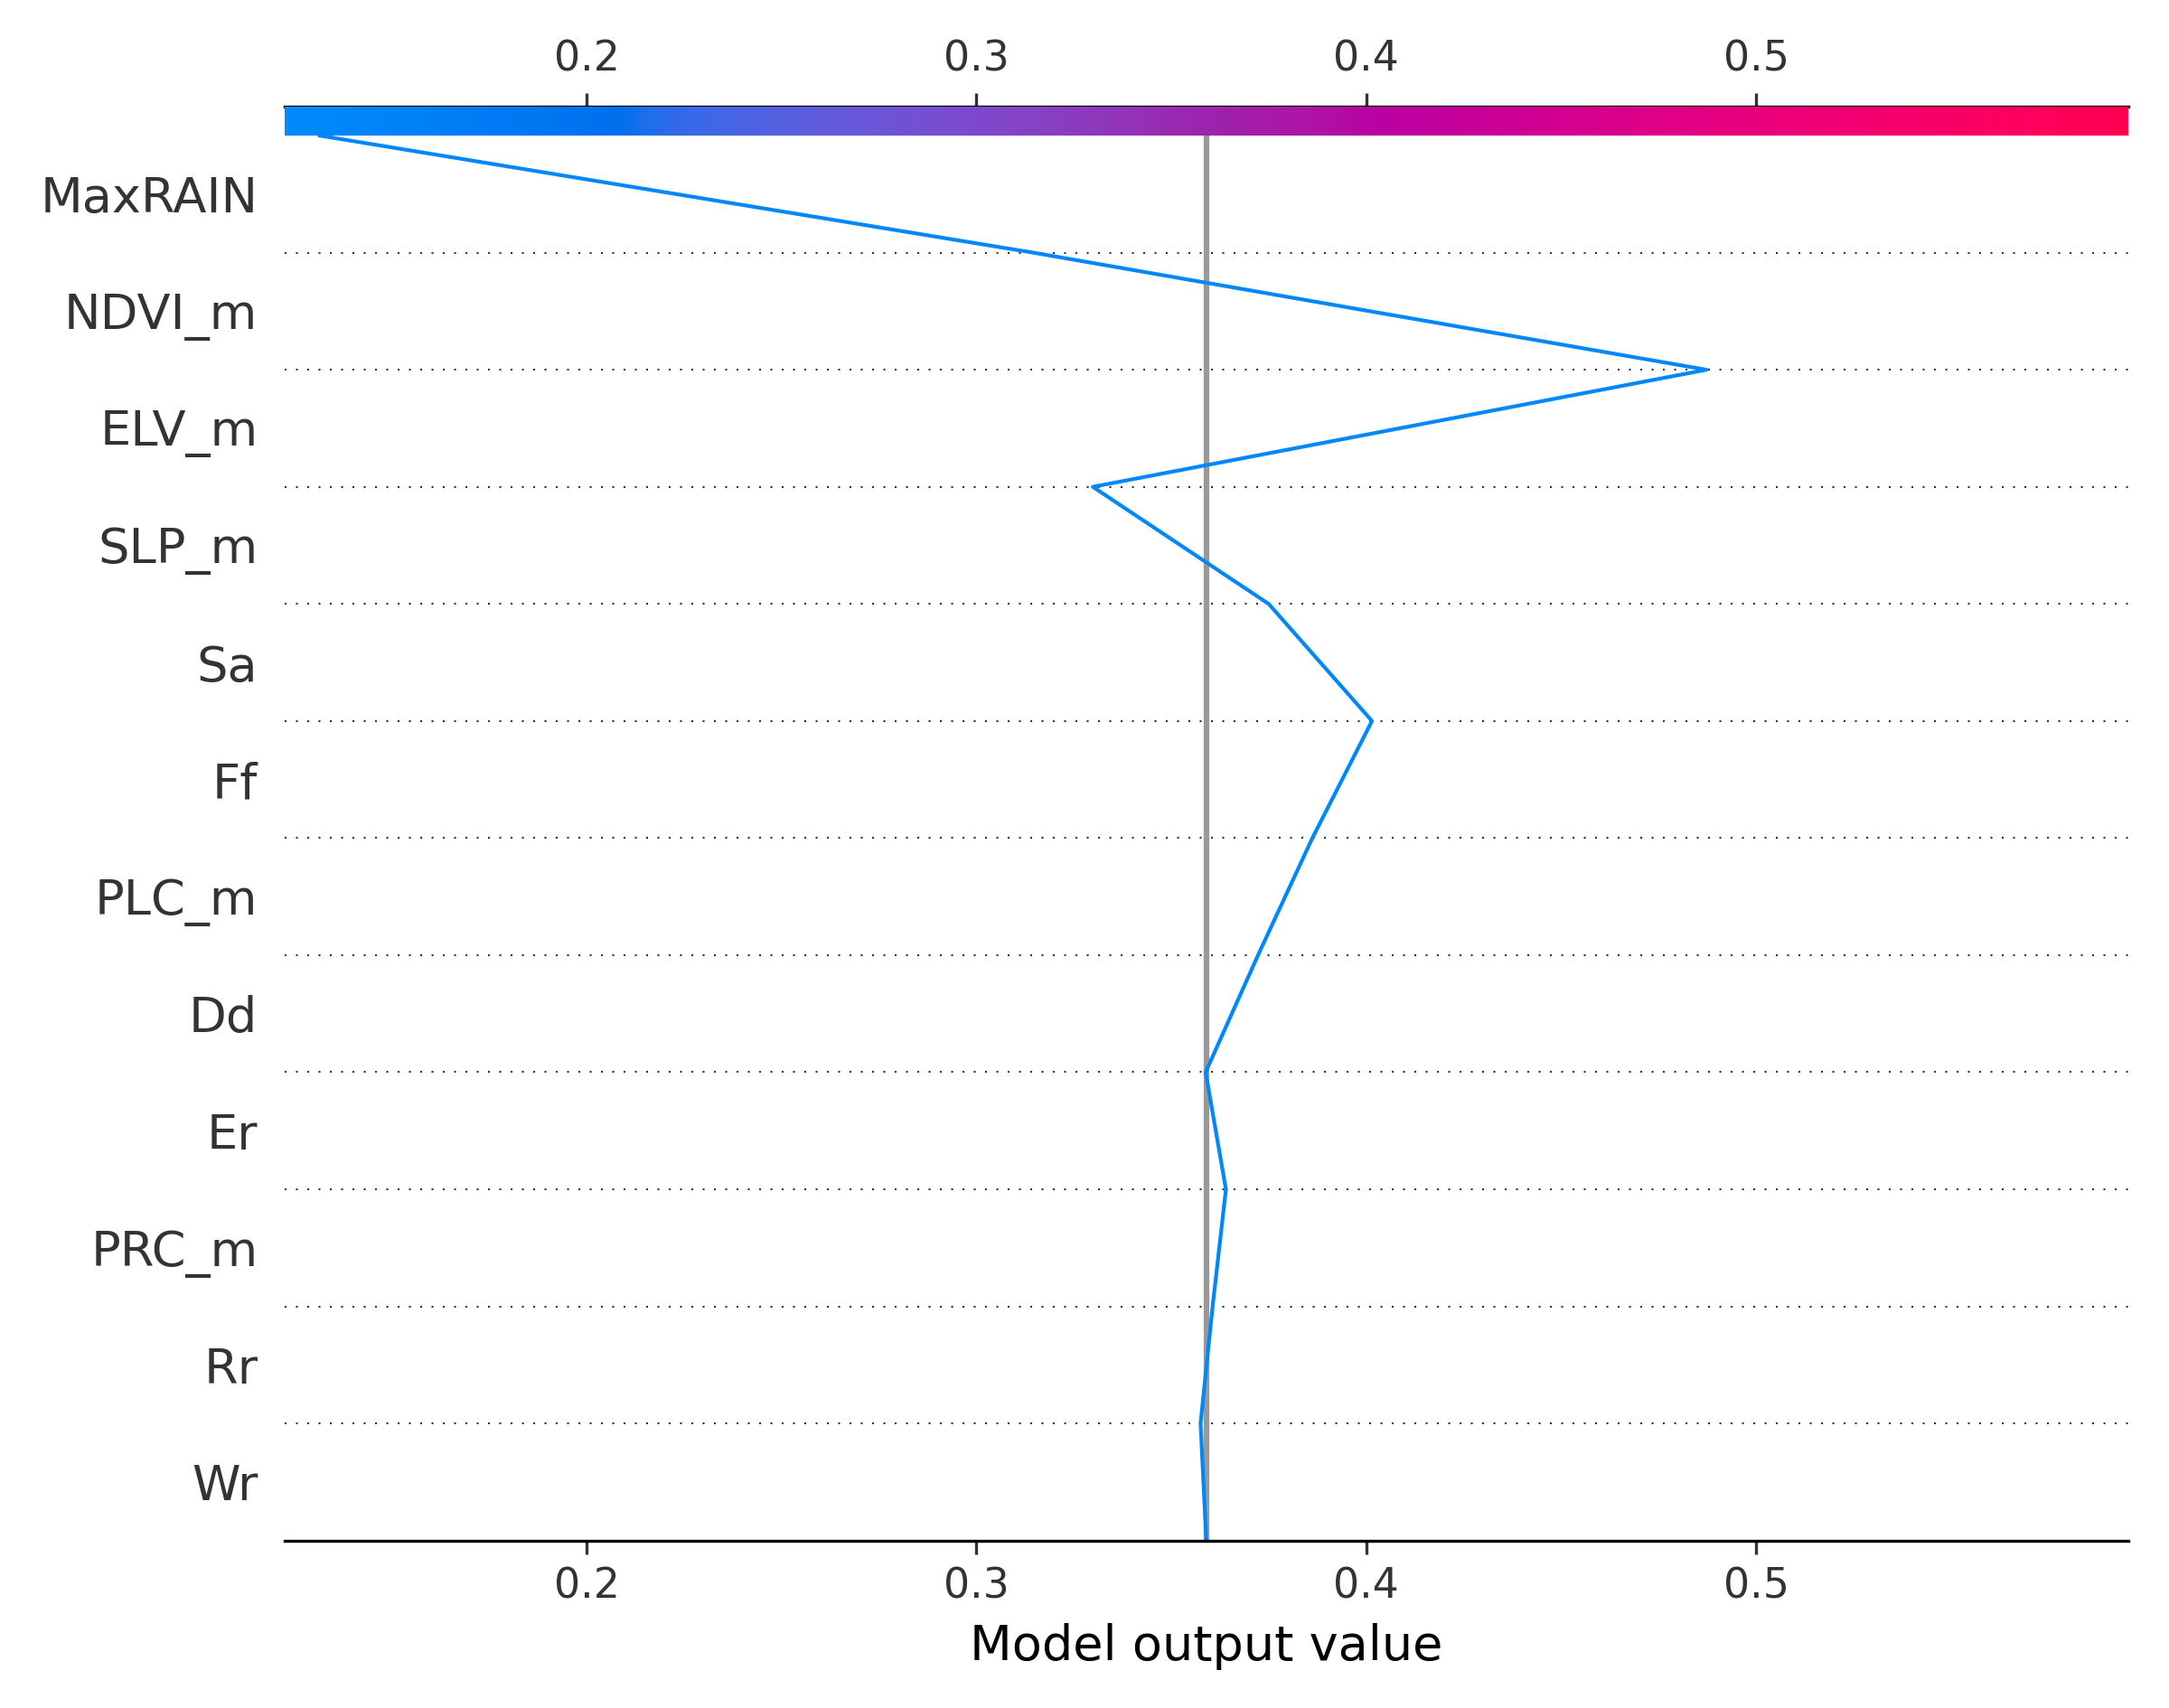 0.2 0.3 0.4 0.5
MaxRAIN
NDVI_m
ELV_m
SLP_m
Sa
Ff
PLC_m
Dd
Er
PRC_m
Rr
Wr
0.2 0.3 0.4 0.5
Model output value